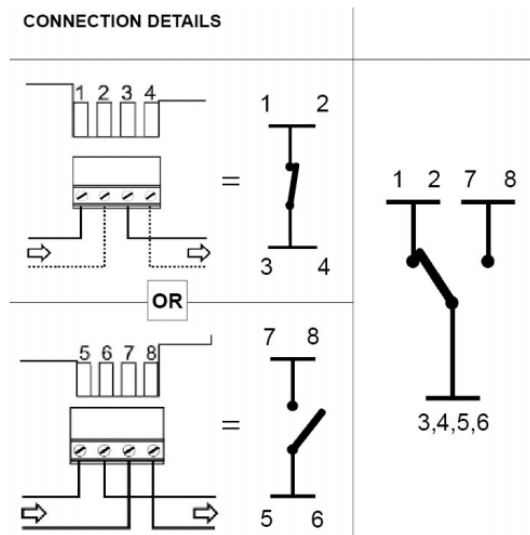 CONNECTION DETAILS
1 2 3 4
=
1 2
3 4
OR
5 6 7 8
=
7 8
5 6
1 2 7 8
3,4,5,6